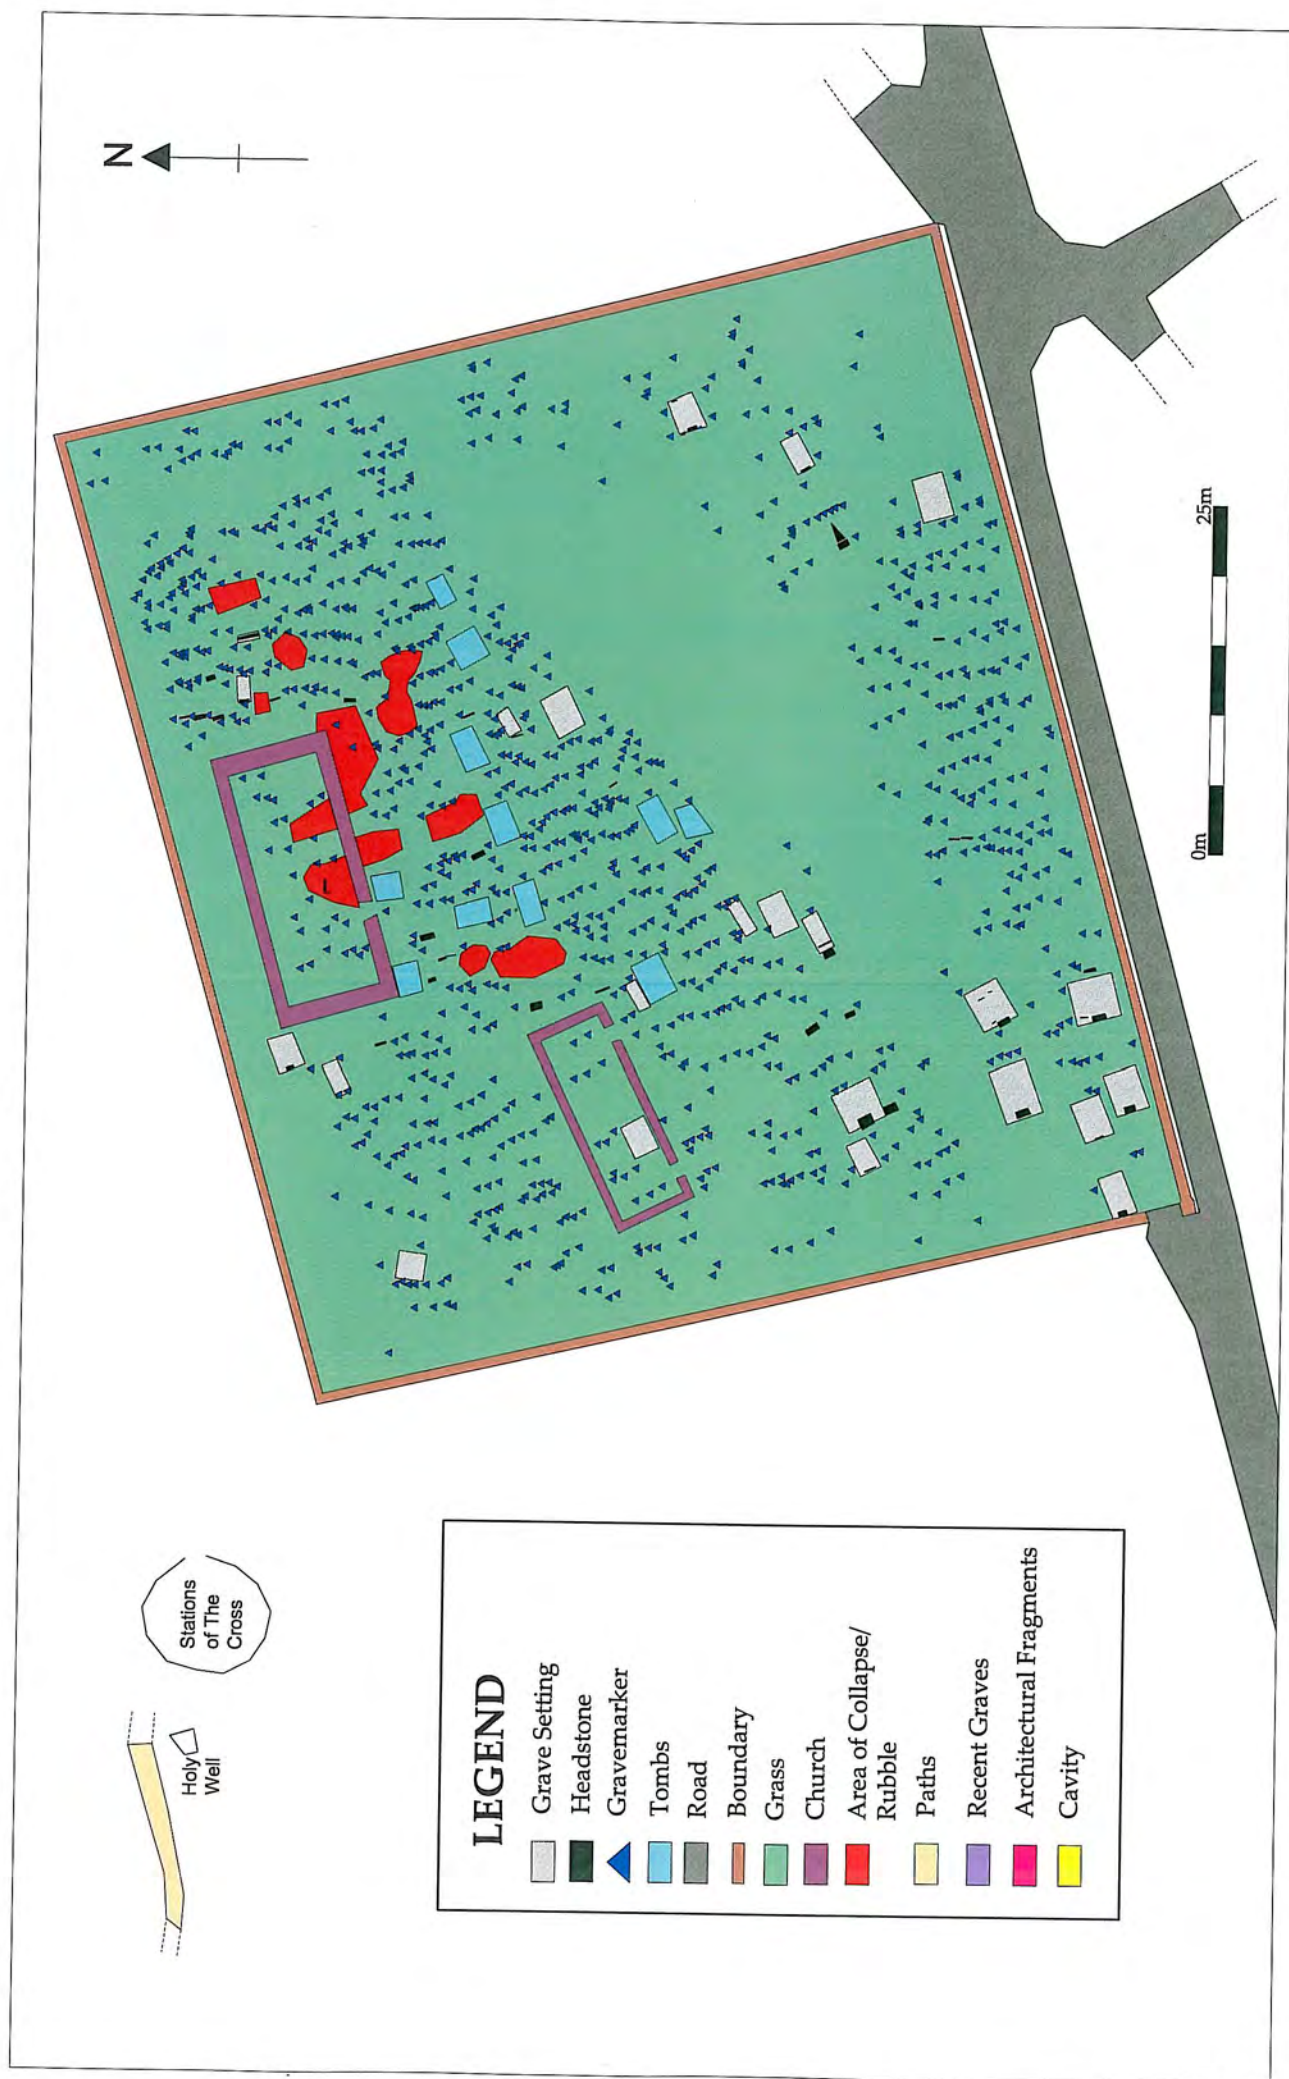 N
Stations
of The
Cross
Holy
Well
LEGEND
Grave Setting
Headstone
Gravemarker
Tombs
Road
Boundary
Grass
Church
Area of Collapse/
Rubble
Paths
Recent Graves
Architectural Fragments
Cavity
0m
25m